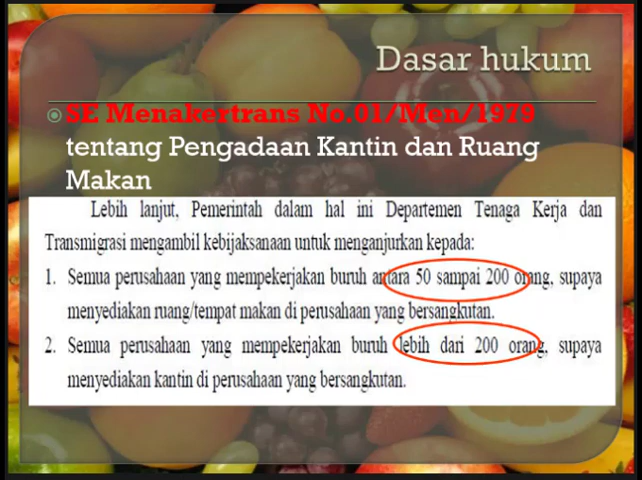 Dasar hukum
SE Menakertrans No.01/Men/1979
tentang Pengadaan Kantin dan Ruang
Makan
Lebih lanjut, Pemerintah dalam hal ini Departemen Tenaga Kerja dan
Transmigrasi mengambil kebijaksanaan untuk menganjurkan kepada:
1. Semua perusahaan yang mempekerjakan buruh antara 50 sampai 200 orang, supaya
menyediakan ruang/tempat makan di perusahaan yang bersangkutan.
2. Semua perusahaan yang mempekerjakan buruh lebih dari 200 orang, supaya
menyediakan kantin di perusahaan yang bersangkutan.